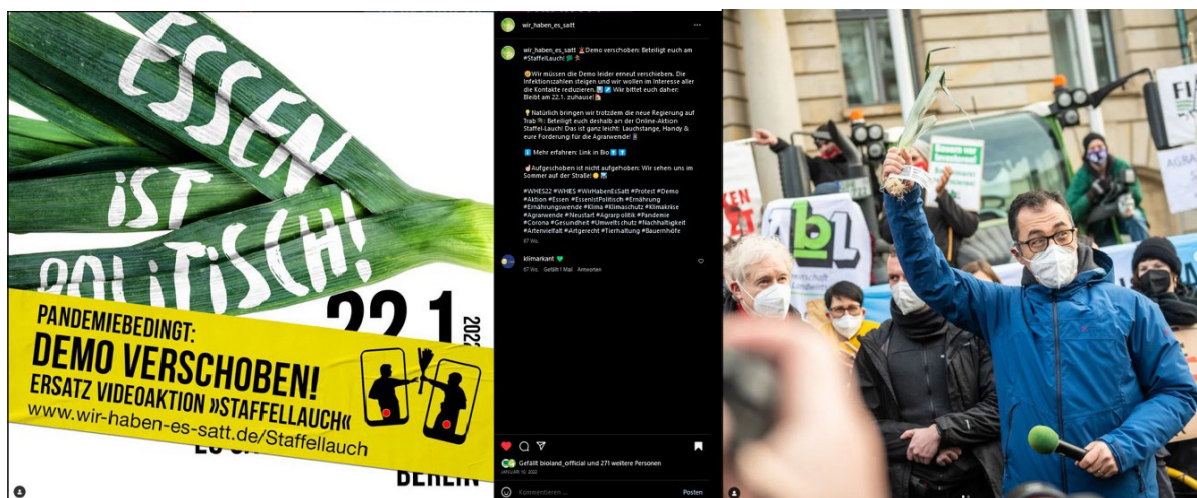 ESSEN
iST
POLiTiSCH!
22.1
PANDEMIEBEDINGT:
DEMO VERSCHOBEN!
ERSATZ VIDEOAKTION »STAFFELLAUCH«
www.wir-haben-es-satt.de/Staffellauch
BERLIN
wir_haben_es_satt
wir_haben_es_satt 🚨Demo verschoben: Beteiligt euch am
#StaffelLauch!
Wir müssen die Demo leider erneut verschieben. Die
Infektionszahlen steigen und wir wollen im Interesse aller
die Kontakte reduzieren. Wir bittet euch daher:
Bleibt am 22.1. zuhause!
Natürlich bringen wir trotzdem die neue Regierung auf
Trab: Beteiligt euch deshalb an der Online-Aktion
Staffel-Lauch! Das ist ganz leicht: Lauchstange, Handy &
eure Forderung für die Agrarwende!
Mehr erfahren: Link in Bio
Aufgeschoben ist nicht aufgehoben: Wir sehen uns im
Sommer auf der Straße!
#WHES22 #WHES #WirHabenEsSatt #Protest #Demo
#Aktion #Essen #EssenIstPolitisch #Ernährung
#Ernährungswende #Klima #Klimaschutz #Klimakrise
#Agrarwende #Neustart #Agrarpolitik #Pandemie
#Corona #Gesundheit #Umweltschutz #Nachhaltigkeit
#Artenvielfalt #Artgerecht #Tierhaltung #Bauernhöfe
67 Wo.
klimarkant 💚
67 Wo. Gefällt 1 Mal Antworten
Gefällt bioland_official und 271 weitere Personen
JANUAR 10, 2022
Kommentieren ...
Posten
AbL